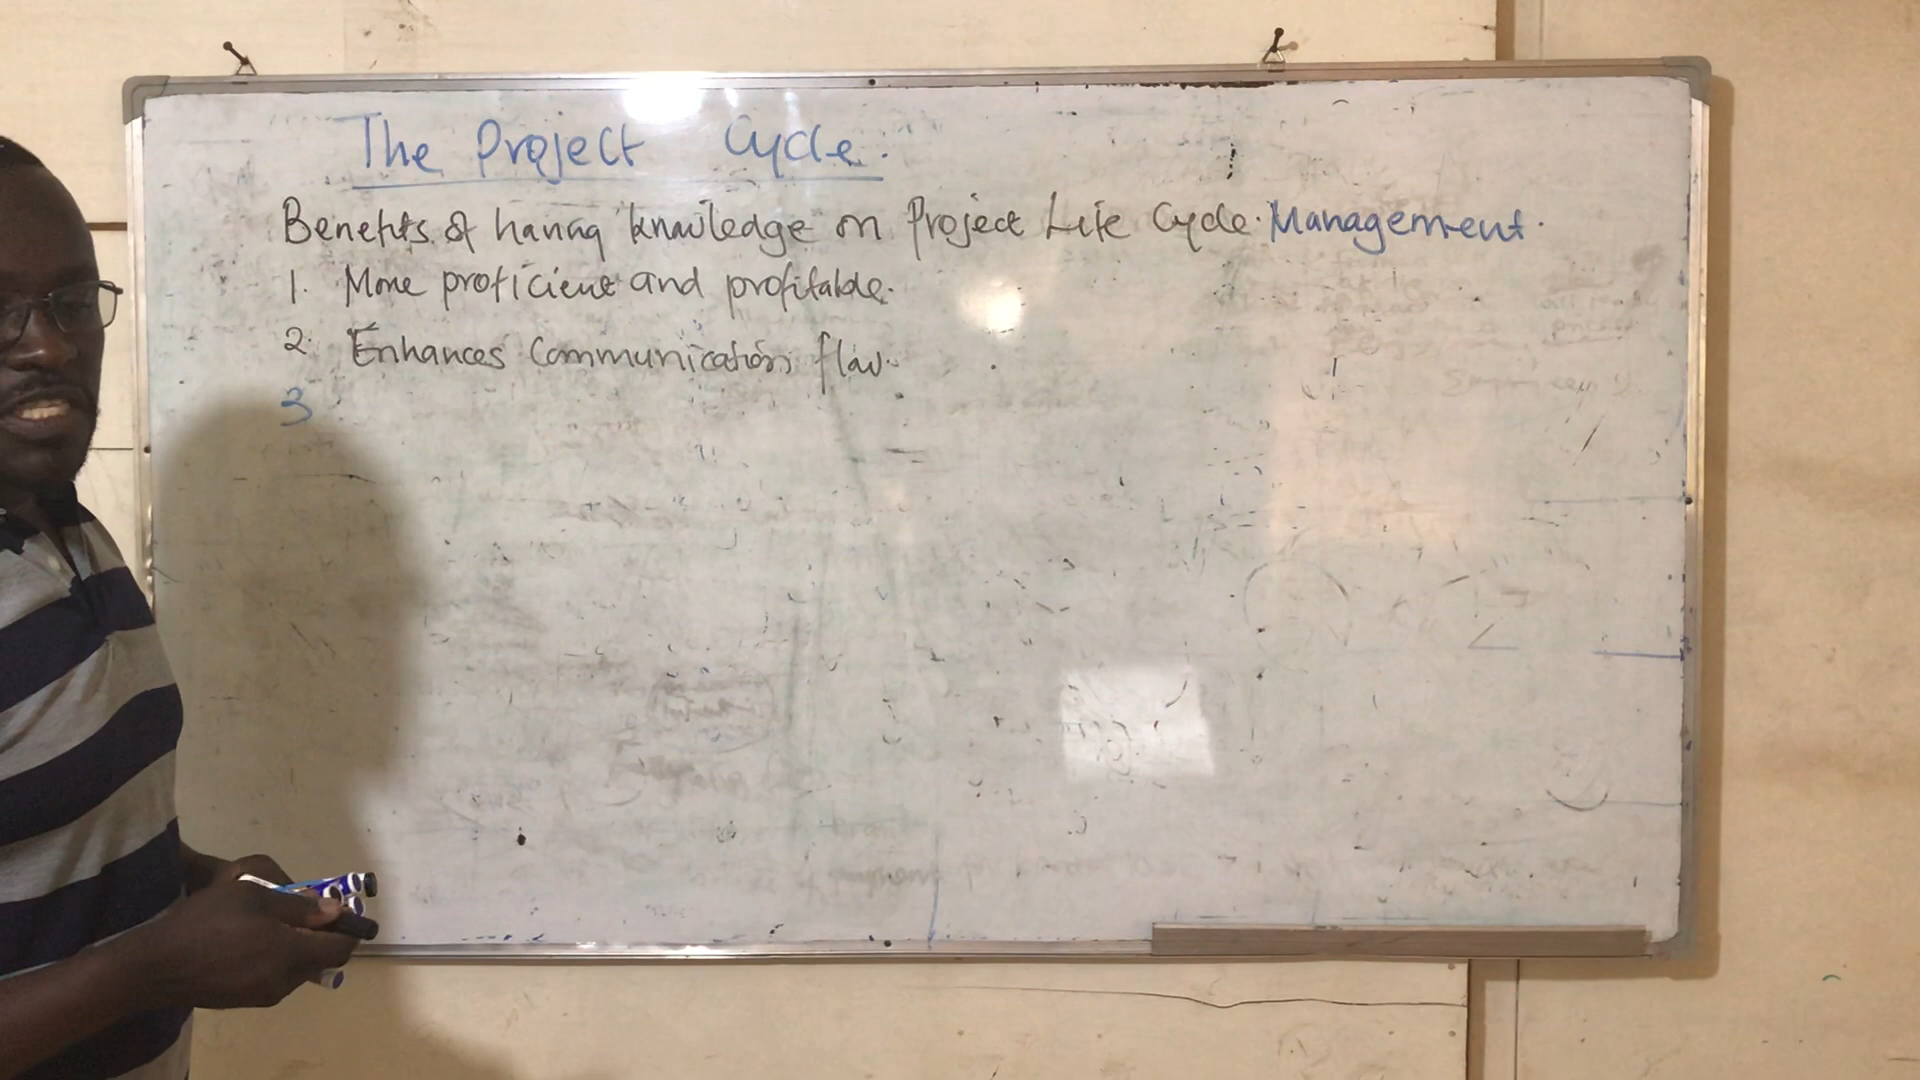 The Project Cycle.
Benefits of having knowledge on Project Life Cycle. Management.
1. More proficient and profitable.
2. Enhances Communication flow.
3